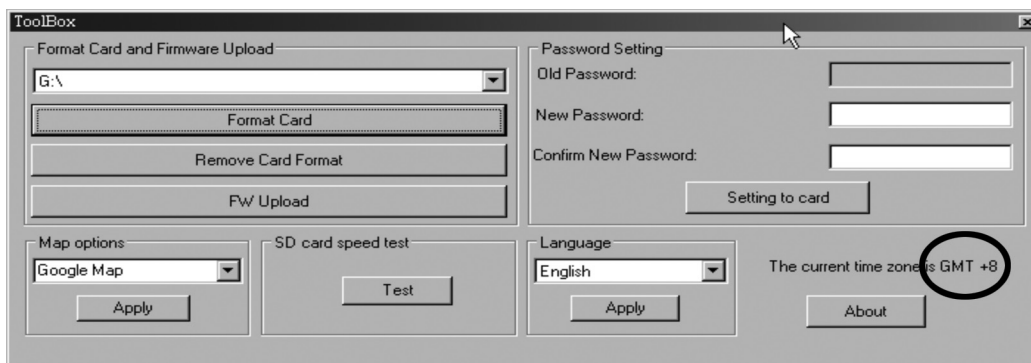 ToolBox
Format Card and Firmware Upload
G:\
Format Card
Remove Card Format
FW Upload
Password Setting
Old Password:
New Password:
Confirm New Password:
Setting to card
Map options
Google Map
Apply
SD card speed test
Test
Language
English
Apply
The current time zone is GMT +8
About